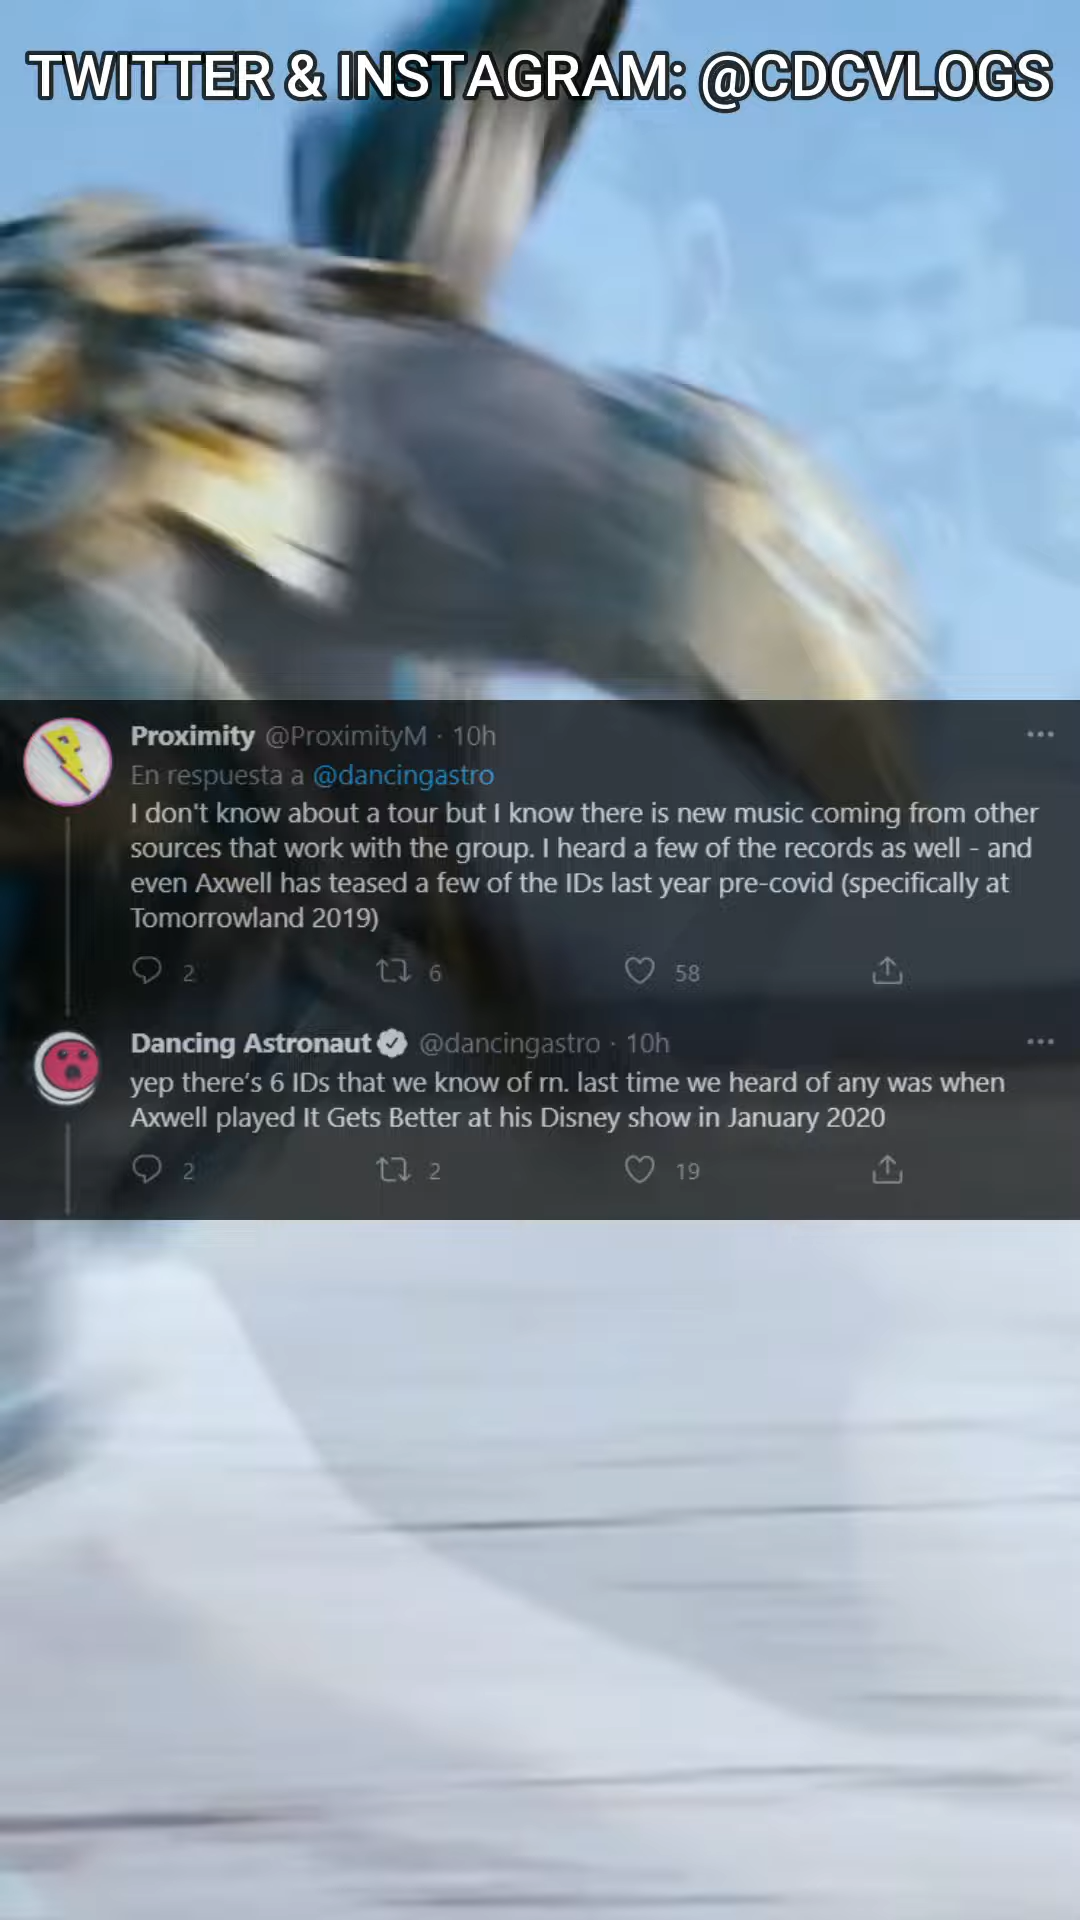 TWITTER & INSTAGRAM: @CDCVLOGS
Proximity @ProximityM · 10h
En respuesta a @dancingastro
I don't know about a tour but I know there is new music coming from other
sources that work with the group. I heard a few of the records as well - and
even Axwell has teased a few of the IDs last year pre-covid (specifically at
Tomorrowland 2019)
2 6 58
Dancing Astronaut @dancingastro · 10h
yep there's 6 IDs that we know of rn. last time we heard of any was when
Axwell played It Gets Better at his Disney show in January 2020
2 2 19